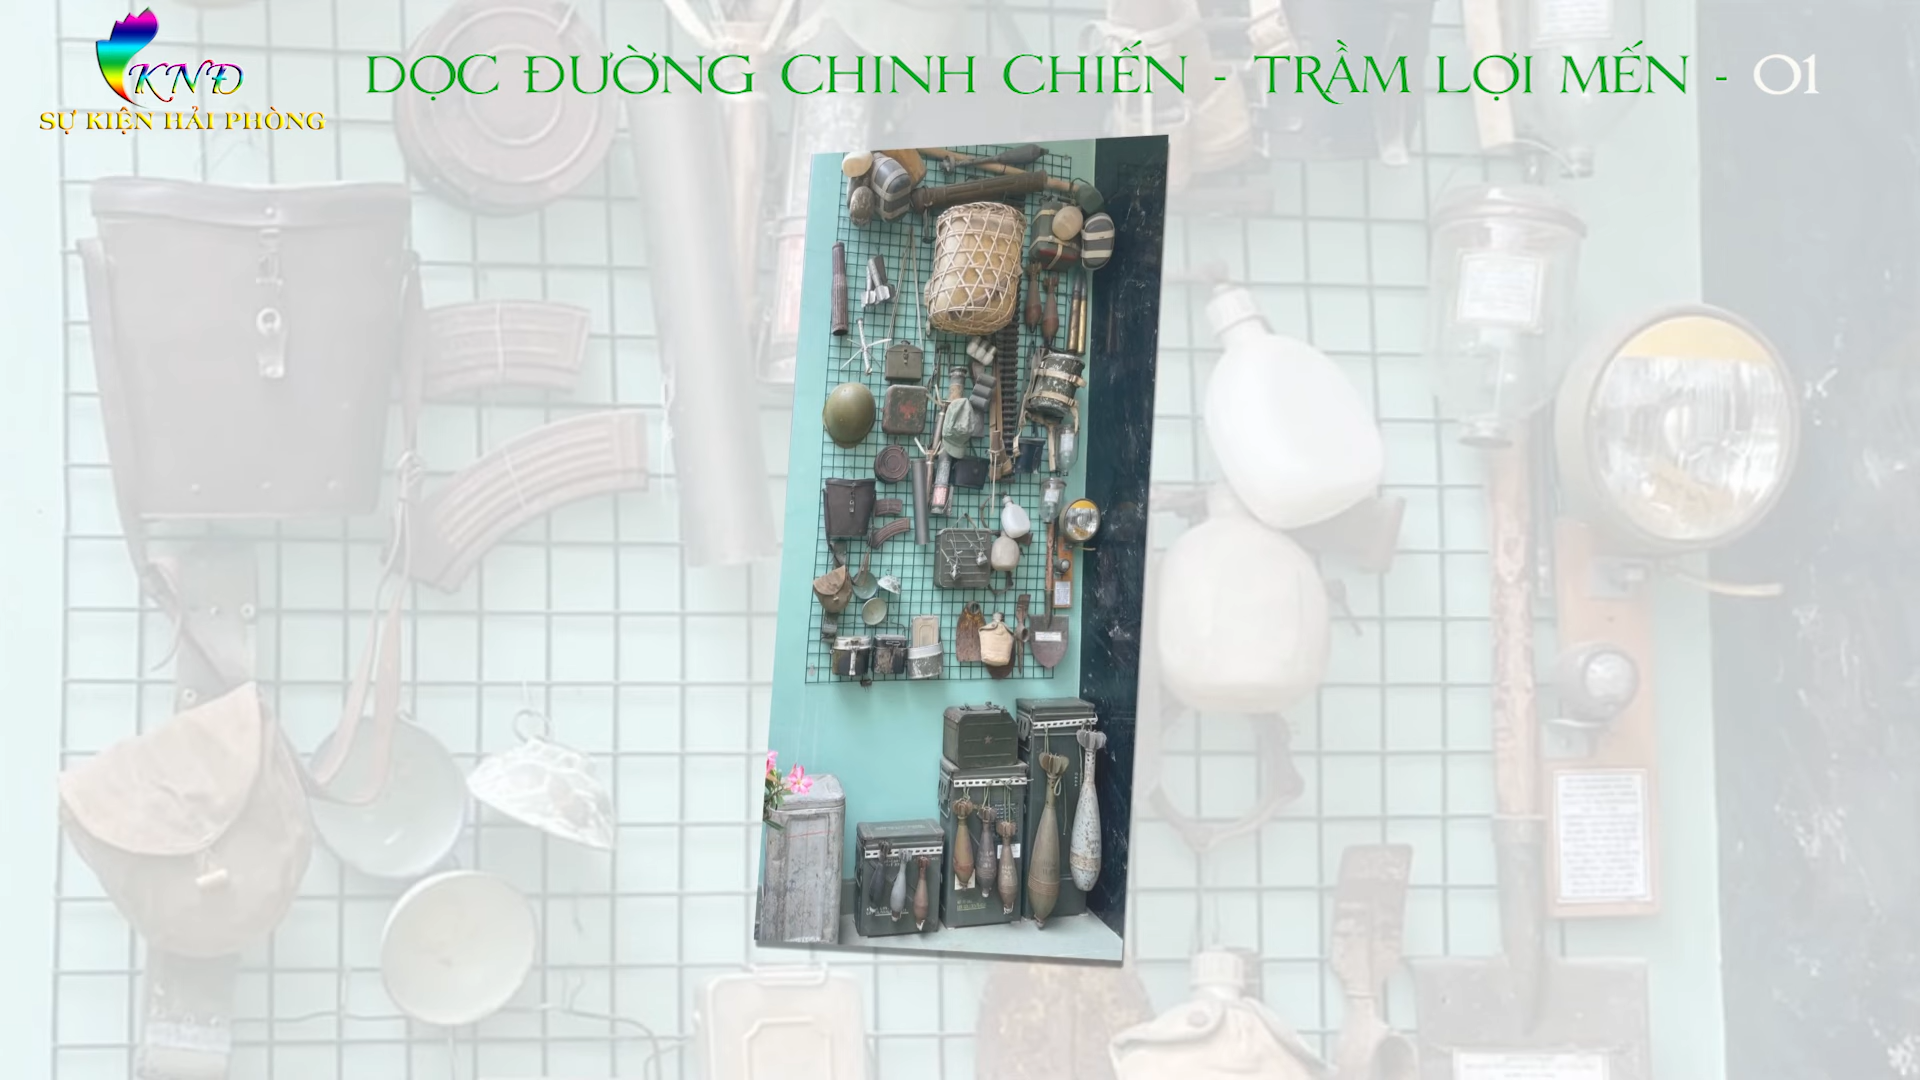 KNĐ
SỰ KIỆN HẢI PHÒNG
DỌC ĐƯỜNG CHINH CHIẾN - TRẦM LỢI MẾN - 01